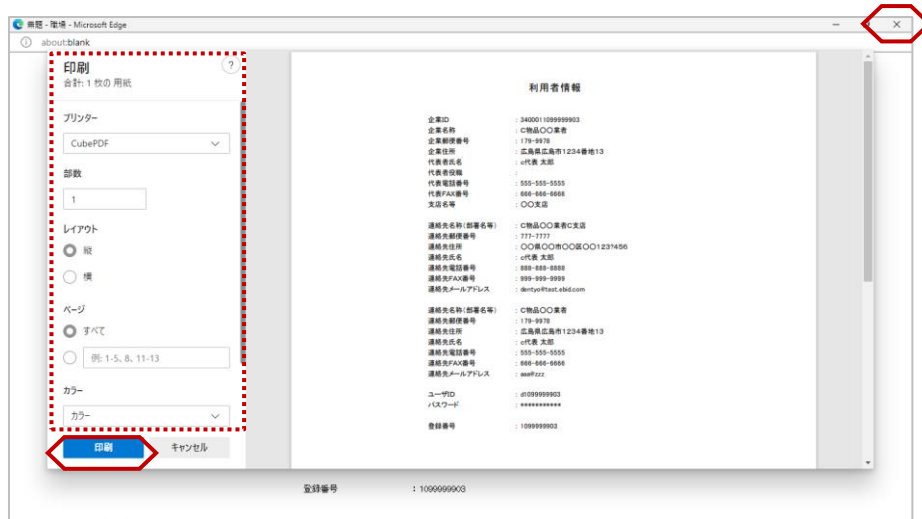 無題 - 職場 - Microsoft Edge
about:blank
印刷
合計: 1 枚の 用紙
?
プリンター
CubePDF
部数
1
レイアウト
縦
横
ページ
すべて
例: 1-5、8、11-13
カラー
カラー
印刷
キャンセル
利用者情報
企業ID : 3400011099999903
企業名称 : C物品〇〇業者
企業郵便番号 : 179-9978
企業住所 : 広島県広島市1234番地13
代表者氏名 : c代表 太郎
代表者役職 :
代表電話番号 : 555-555-5555
代表FAX番号 : 666-666-6666
支店名等 : 〇〇支店
連絡先名称(部署名等) : C物品〇〇業者C支店
連絡先郵便番号 : 777-7777
連絡先住所 : 〇〇県〇〇市〇〇区〇〇123?456
連絡先氏名 : c代表 太郎
連絡先電話番号 : 888-888-8888
連絡先FAX番号 : 999-999-9999
連絡先メールアドレス : dentyo@test.ebid.com
連絡先名称(部署名等) : C物品〇〇業者
連絡先郵便番号 : 179-9978
連絡先住所 : 広島県広島市1234番地13
連絡先氏名 : c代表 太郎
連絡先電話番号 : 555-555-5555
連絡先FAX番号 : 666-666-6666
連絡先メールアドレス : aaa@zzz
ユーザID : d1099999903
パスワード : ***********
登録番号 : 1099999903
登録番号 : 1099999903